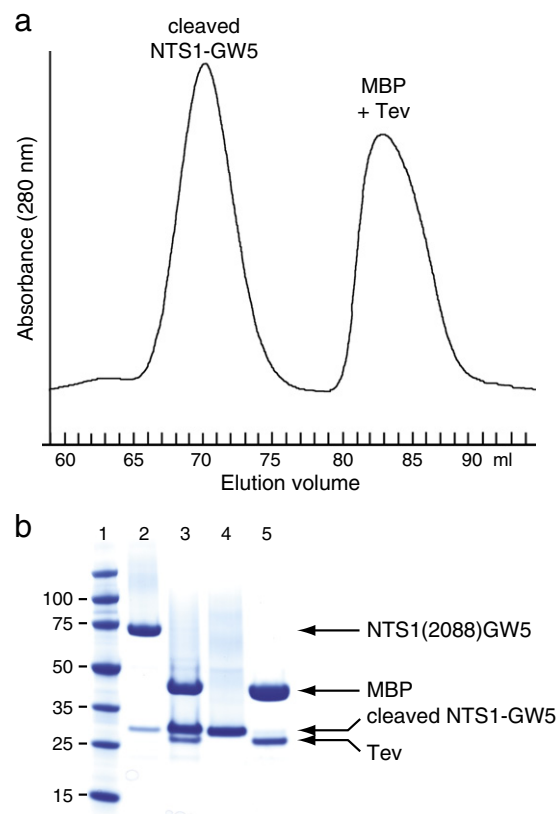 a
cleaved
NTS1-GW5
MBP
+ Tev
Absorbance (280 nm)
60 65 70 75 80 85 90 ml
Elution volume
b
1 2 3 4 5
100
75
50
35
25
15
NTS1(2088)GW5
MBP
cleaved NTS1-GW5
Tev